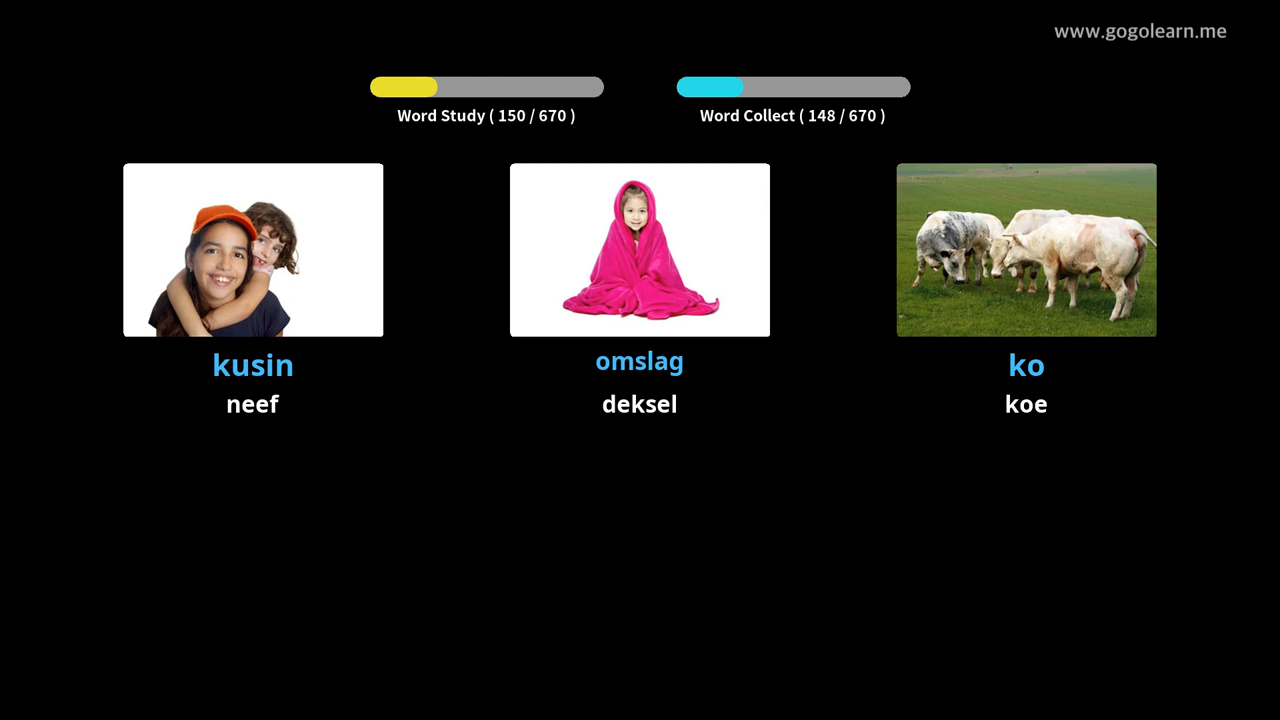 www.gogolearn.me
Word Study ( 150 / 670 )
Word Collect ( 148 / 670 )
kusin
neef
omslag
deksel
ko
koe